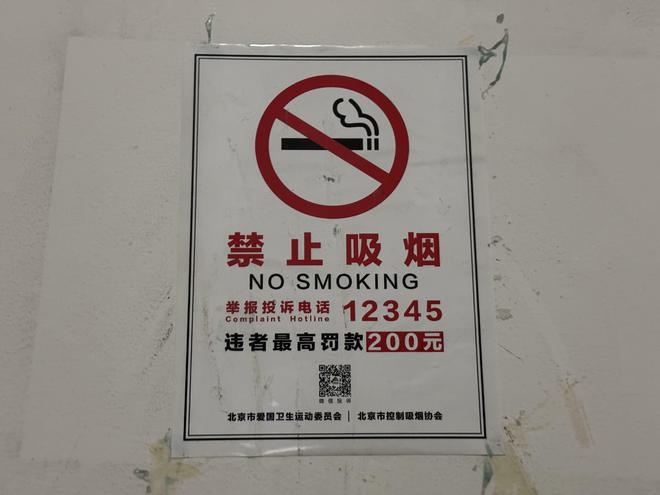 禁止吸烟
NO SMOKING
举报投诉电话 12345
Complaint Hotline
违者最高罚款200元
微信投诉
北京市爱国卫生运动委员会 | 北京市控制吸烟协会